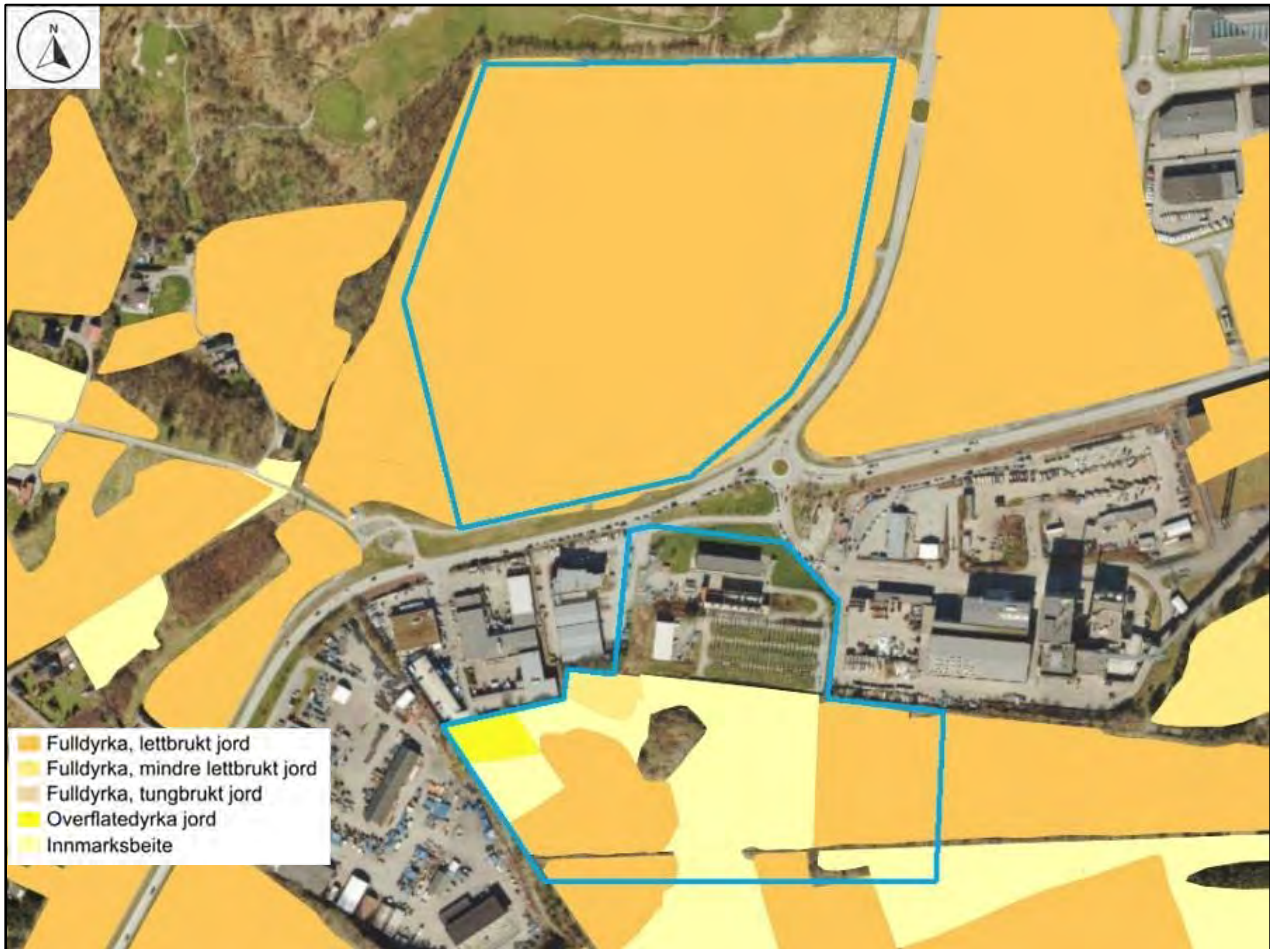 N
Fulldyrka, lettbrukt jord
Fulldyrka, mindre lettbrukt jord
Fulldyrka, tungbrukt jord
Overflatedyrka jord
Innmarksbeite